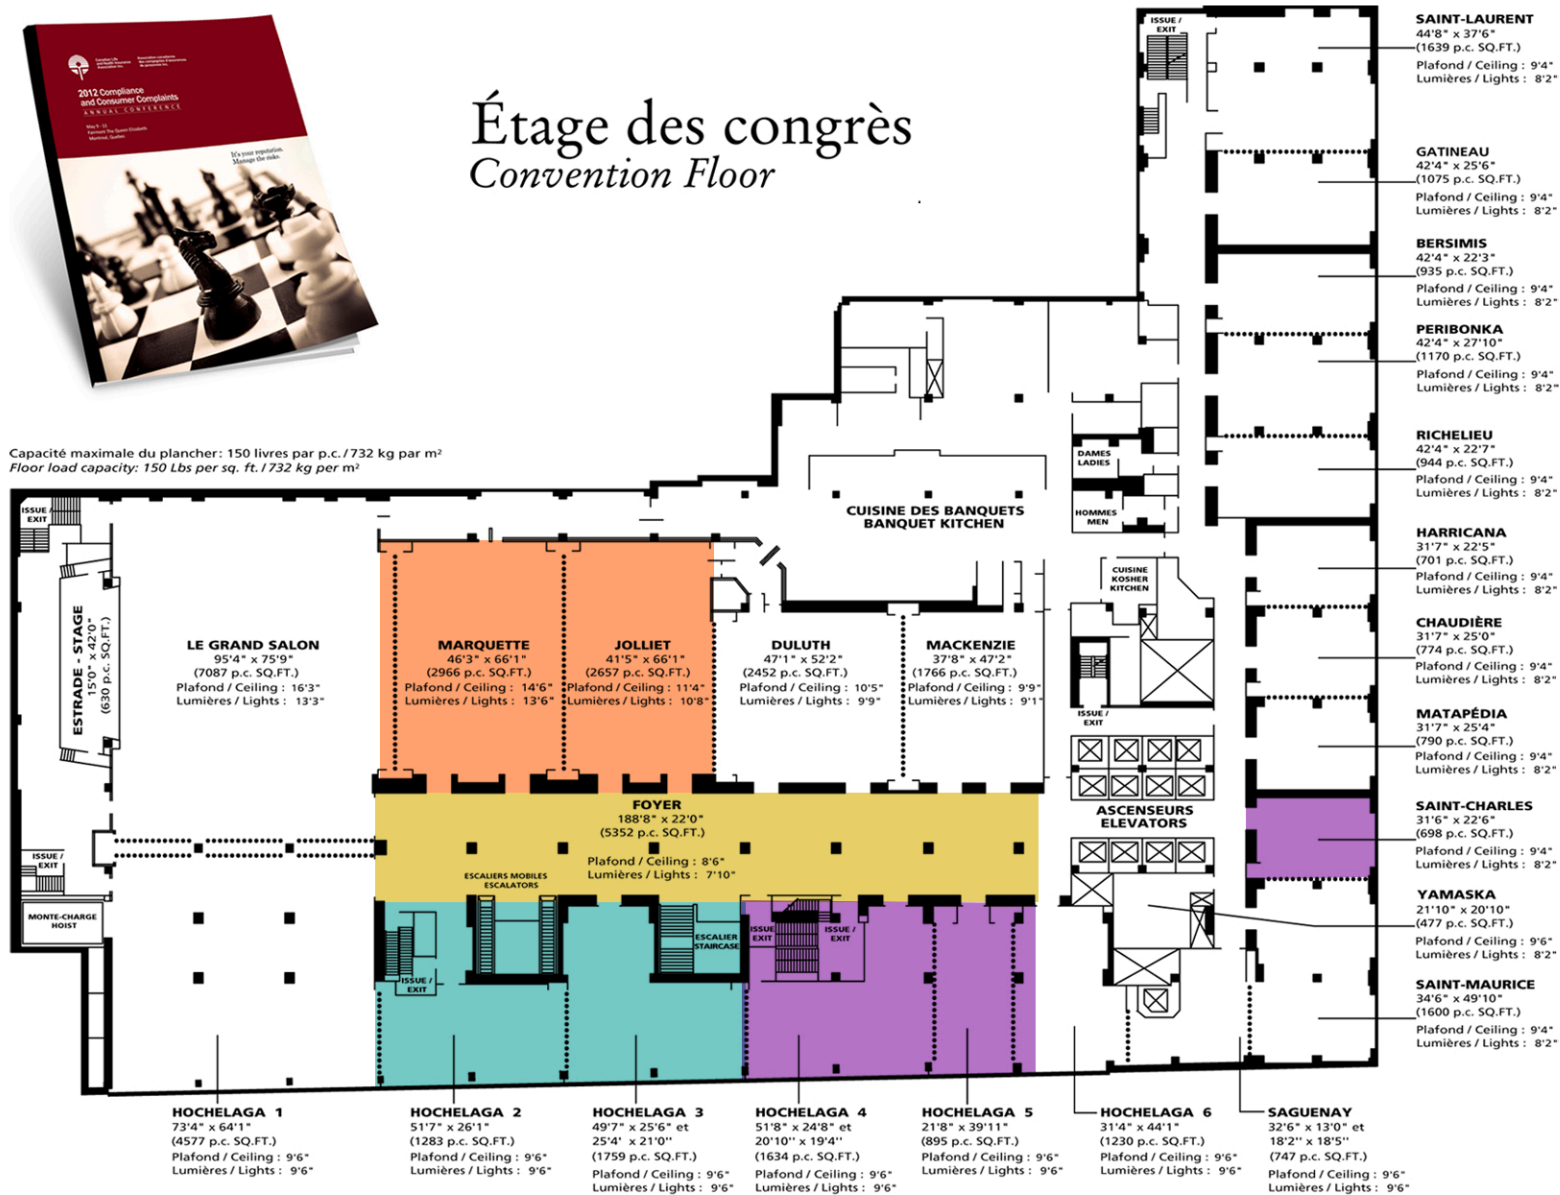 Canadian Life
and Health Insurance
Association Inc.
Association canadienne
des compagnies d'assurances
de personnes inc.
2012 Compliance
and Consumer Complaints
ANNUAL CONFERENCE
Fairmont The Queen Elizabeth
Montreal, Quebec
It's your reputation.
Manage the risks.
Étage des congrès
Convention Floor
Capacité maximale du plancher: 150 livres par p.c. / 732 kg par m²
Floor load capacity: 150 Lbs per sq. ft. / 732 kg per m²
ISSUE /
EXIT
SAINT-LAURENT
44'8" x 37'6"
(1639 p.c. SQ.FT.)
Plafond / Ceiling : 9'4"
Lumières / Lights : 8'2"
GATINEAU
42'4" x 25'6"
(1075 p.c. SQ.FT.)
Plafond / Ceiling : 9'4"
Lumières / Lights : 8'2"
BERSIMIS
42'4" x 22'3"
(935 p.c. SQ.FT.)
Plafond / Ceiling : 9'4"
Lumières / Lights : 8'2"
PERIBONKA
42'4" x 27'10"
(1170 p.c. SQ.FT.)
Plafond / Ceiling : 9'4"
Lumières / Lights : 8'2"
RICHELIEU
42'4" x 22'7"
(944 p.c. SQ.FT.)
Plafond / Ceiling : 9'4"
Lumières / Lights : 8'2"
HARRICANA
31'7" x 22'5"
(701 p.c. SQ.FT.)
Plafond / Ceiling : 9'4"
Lumières / Lights : 8'2"
CHAUDIÈRE
31'7" x 25'0"
(774 p.c. SQ.FT.)
Plafond / Ceiling : 9'4"
Lumières / Lights : 8'2"
MATAPÉDIA
31'7" x 25'4"
(790 p.c. SQ.FT.)
Plafond / Ceiling : 9'4"
Lumières / Lights : 8'2"
SAINT-CHARLES
31'6" x 22'6"
(698 p.c. SQ.FT.)
Plafond / Ceiling : 9'4"
Lumières / Lights : 8'2"
YAMASKA
21'10" x 20'10"
(477 p.c. SQ.FT.)
Plafond / Ceiling : 9'6"
Lumières / Lights : 8'2"
SAINT-MAURICE
34'6" x 49'10"
(1600 p.c. SQ.FT.)
Plafond / Ceiling : 9'4"
Lumières / Lights : 8'2"
DAMES
LADIES
HOMMES
MEN
CUISINE DES BANQUETS
BANQUET KITCHEN
CUISINE
KOSHER
KITCHEN
ISSUE /
EXIT
ESTRADE - STAGE
15'0" x 42'0"
(630 p.c. SQ.FT.)
LE GRAND SALON
95'4" x 75'9"
(7087 p.c. SQ.FT.)
Plafond / Ceiling : 16'3"
Lumières / Lights : 13'3"
MARQUETTE
46'3" x 66'1"
(2966 p.c. SQ.FT.)
Plafond / Ceiling : 14'6"
Lumières / Lights : 13'6"
JOLLIET
41'5" x 66'1"
(2657 p.c. SQ.FT.)
Plafond / Ceiling : 11'4"
Lumières / Lights : 10'8"
DULUTH
47'1" x 52'2"
(2452 p.c. SQ.FT.)
Plafond / Ceiling : 10'5"
Lumières / Lights : 9'9"
MACKENZIE
37'8" x 47'2"
(1766 p.c. SQ.FT.)
Plafond / Ceiling : 9'9"
Lumières / Lights : 9'1"
ISSUE /
EXIT
FOYER
188'8" x 22'0"
(5352 p.c. SQ.FT.)
Plafond / Ceiling : 8'6"
Lumières / Lights : 7'10"
ASCENSEURS
ELEVATORS
ESCALIERS MOBILES
ESCALATORS
ISSUE /
EXIT
MONTE-CHARGE
HOIST
ESCALIER
STAIRCASE
ISSUE
EXIT
ISSUE /
EXIT
ISSUE /
EXIT
HOCHELAGA 1
73'4" x 64'1"
(4577 p.c. SQ.FT.)
Plafond / Ceiling : 9'6"
Lumières / Lights : 9'6"
HOCHELAGA 2
51'7" x 26'1"
(1283 p.c. SQ.FT.)
Plafond / Ceiling : 9'6"
Lumières / Lights : 9'6"
HOCHELAGA 3
49'7" x 25'6" et
25'4' x 21'0''
(1759 p.c. SQ.FT.)
Plafond / Ceiling : 9'6"
Lumières / Lights : 9'6"
HOCHELAGA 4
51'8" x 24'8" et
20'10'' x 19'4''
(1634 p.c. SQ.FT.)
Plafond / Ceiling : 9'6"
Lumières / Lights : 9'6"
HOCHELAGA 5
21'8" x 39'11"
(895 p.c. SQ.FT.)
Plafond / Ceiling : 9'6"
Lumières / Lights : 9'6"
HOCHELAGA 6
31'4" x 44'1"
(1230 p.c. SQ.FT.)
Plafond / Ceiling : 9'6"
Lumières / Lights : 9'6"
SAGUENAY
32'6" x 13'0" et
18'2'' x 18'5''
(747 p.c. SQ.FT.)
Plafond / Ceiling : 9'6"
Lumières / Lights : 9'6"